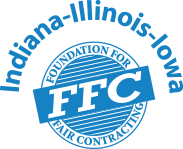 Indiana-Illinois-Iowa
FOUNDATION FOR
FFC
FAIR CONTRACTING